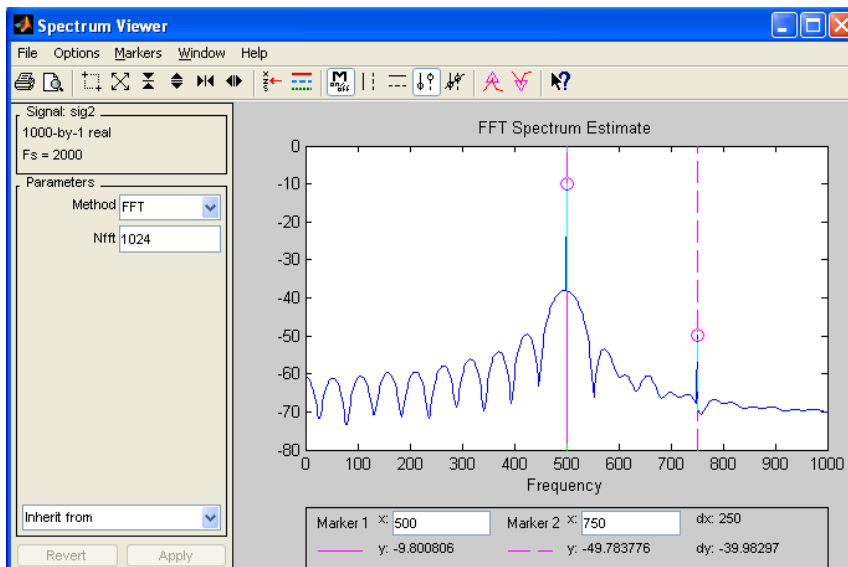 Spectrum Viewer
File Options Markers Window Help
M
on/off
Signal: sig2
1000-by-1 real
Fs = 2000
Parameters
Method FFT
Nfft 1024
Inherit from
Revert Apply
FFT Spectrum Estimate
0
-10
-20
-30
-40
-50
-60
-70
-80
0 100 200 300 400 500 600 700 800 900 1000
Frequency
Marker 1 x: 500 Marker 2 x: 750 dx: 250
y: -9.800806 y: -49.783776 dy: -39.98297